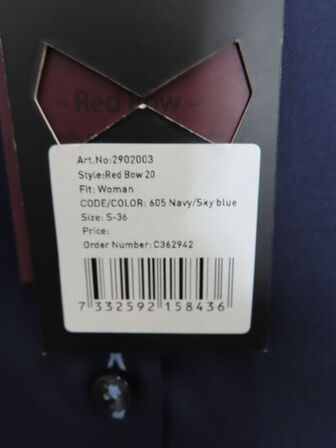 - Red Bow -
Art.No:2902003
Style:Red Bow 20
Fit: Woman
CODE/COLOR: 605 Navy/Sky blue
Size: S-36
Price:
Order Number: C362942
7 332592 158436